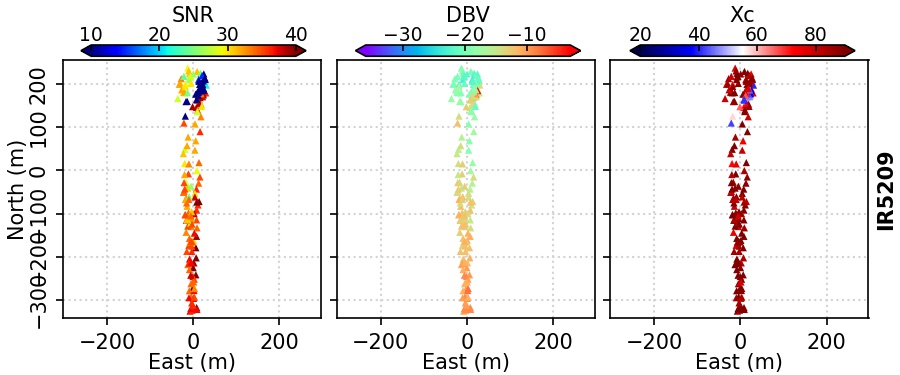 SNR DBV Xc
10 20 30 40 −30 −20 −10 20 40 60 80
200
100
0
−100
−200
−300
North (m)
IR5209
−200 0 200 −200 0 200 −200 0 200
East (m) East (m) East (m)